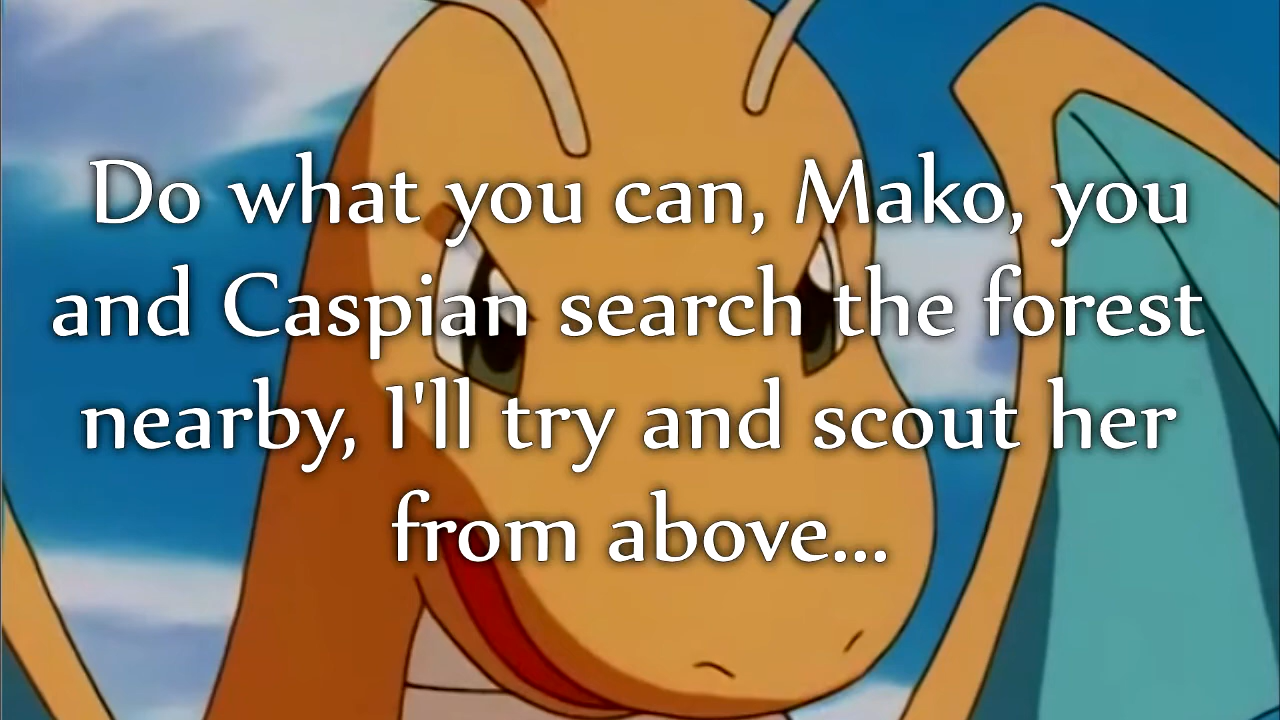 Do what you can, Mako, you
and Caspian search the forest
nearby, I'll try and scout her
from above...